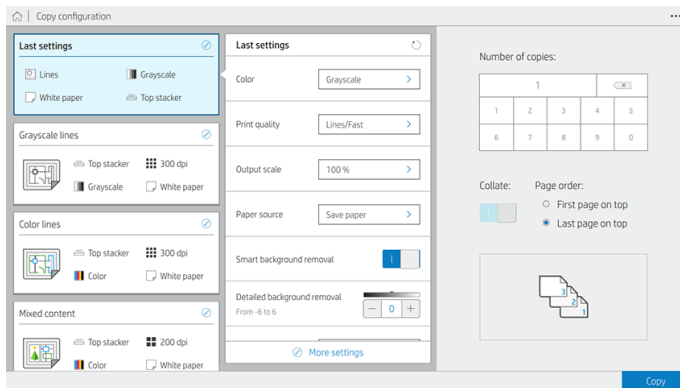 Copy configuration
Last settings
Lines
Grayscale
White paper
Top stacker
Grayscale lines
Top stacker
300 dpi
Grayscale
White paper
Color lines
Top stacker
300 dpi
Color
White paper
Mixed content
Top stacker
200 dpi
Color
White paper
Last settings
Color
Grayscale
Print quality
Lines/Fast
Output scale
100 %
Paper source
Save paper
Smart background removal
Detailed background removal
From -6 to 6
0
More settings
Number of copies:
1
1 2 3 4 5
6 7 8 9 0
Collate:
Page order:
First page on top
Last page on top
3
2
1
Copy